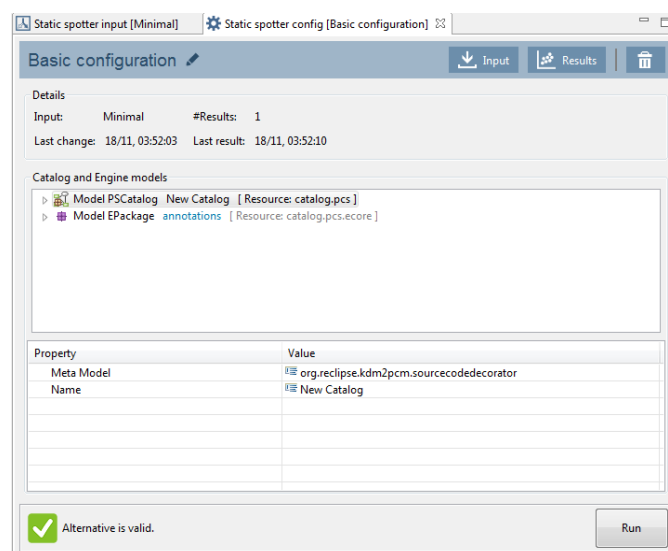 Static spotter input [Minimal] Static spotter config [Basic configuration]
Basic configuration Input Results
Details
Input: Minimal #Results: 1
Last change: 18/11, 03:52:03 Last result: 18/11, 03:52:10
Catalog and Engine models
Model PSCatalog New Catalog [ Resource: catalog.pcs ]
Model EPackage annotations [ Resource: catalog.pcs.ecore ]
Property Value
Meta Model org.reclipse.kdm2pcm.sourcecodedecorator
Name New Catalog
Alternative is valid. Run